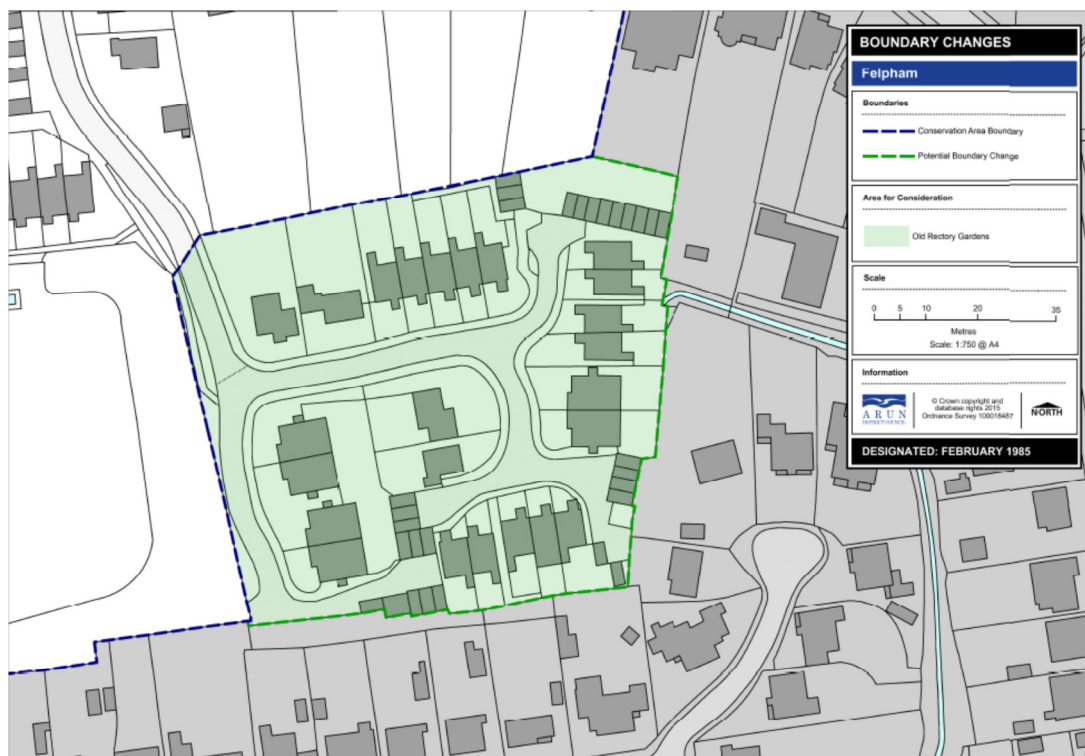 BOUNDARY CHANGES
Felpham
Boundaries
Conservation Area Boundary
Potential Boundary Change
Area for Consideration
Old Rectory Gardens
Scale
0 5 10 20 35
Metres
Scale: 1:750 @ A4
Information
ARUN
DISTRICT COUNCIL
© Crown copyright and
database rights 2015
Ordnance Survey 100018487
NORTH
DESIGNATED: FEBRUARY 1985